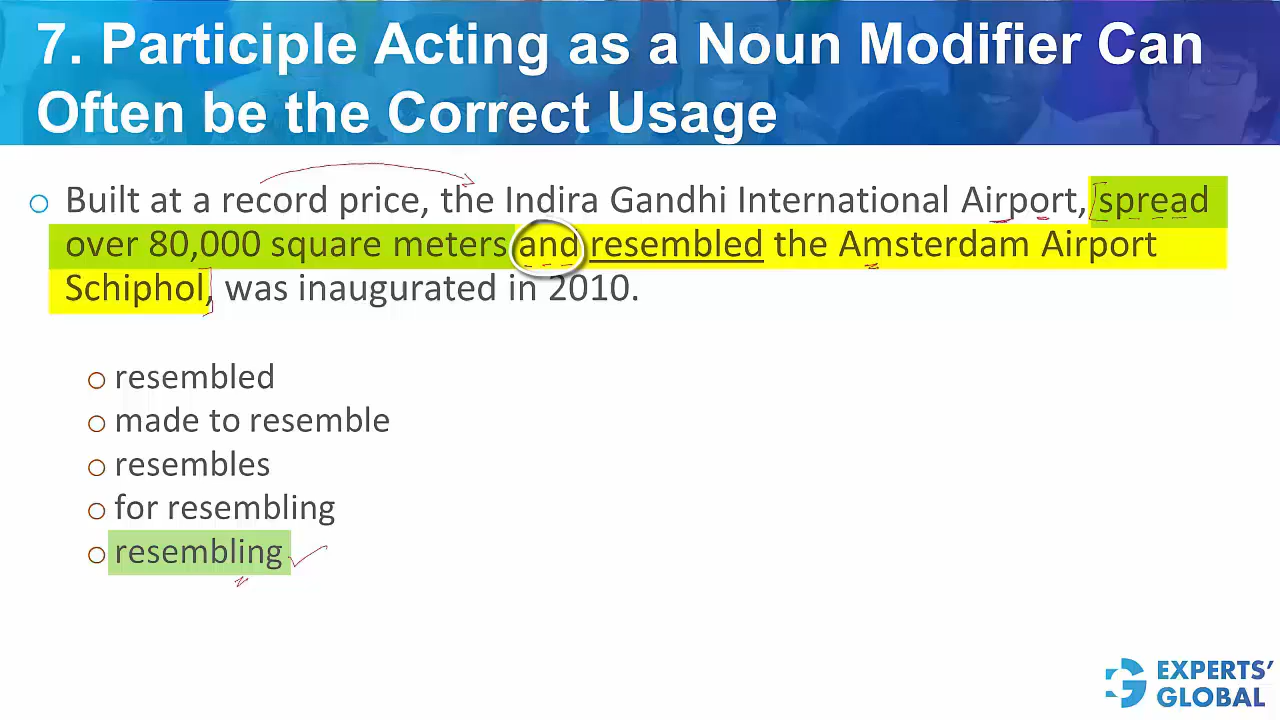 7. Participle Acting as a Noun Modifier Can
Often be the Correct Usage
Built at a record price, the Indira Gandhi International Airport, spread
over 80,000 square meters and resembled the Amsterdam Airport
Schiphol, was inaugurated in 2010.
resembled
made to resemble
resembles
for resembling
resembling
EXPERTS'
GLOBAL